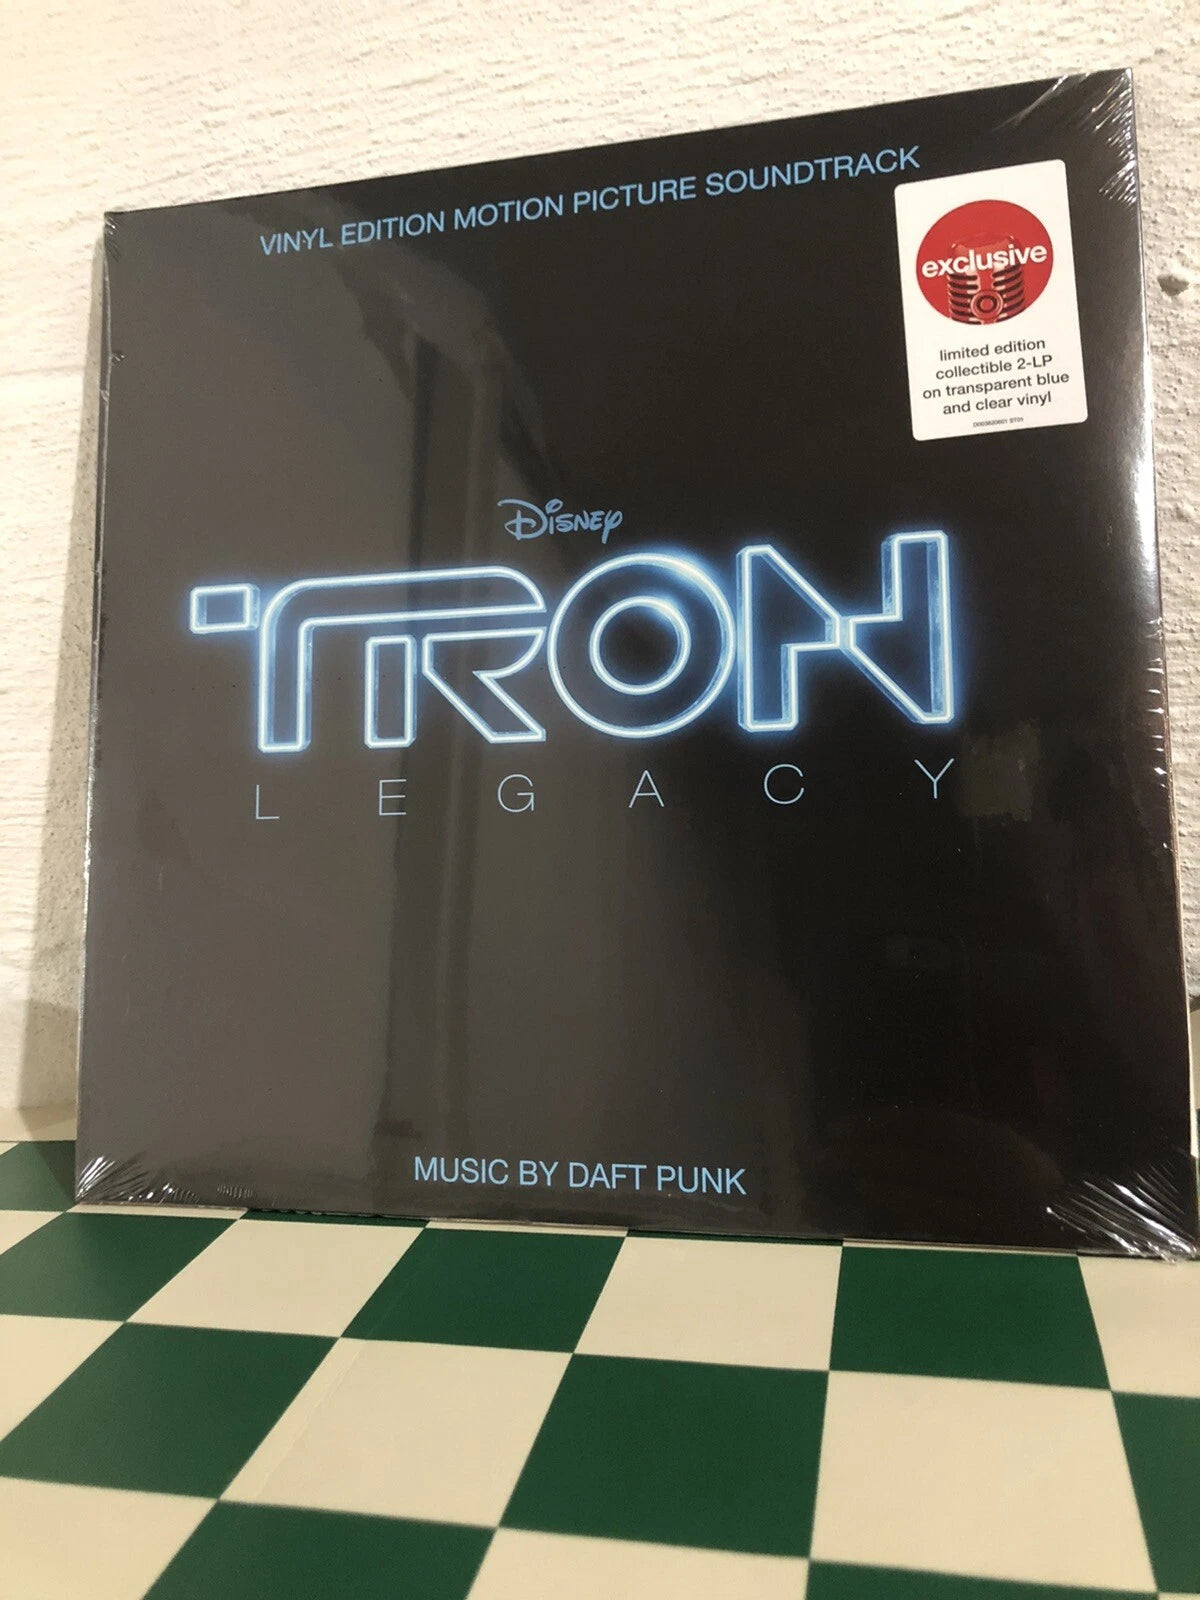 VINYL EDITION MOTION PICTURE SOUNDTRACK
exclusive
limited edition
collectible 2-LP
on transparent blue
and clear vinyl
Disney
TRON
LEGACY
MUSIC BY DAFT PUNK